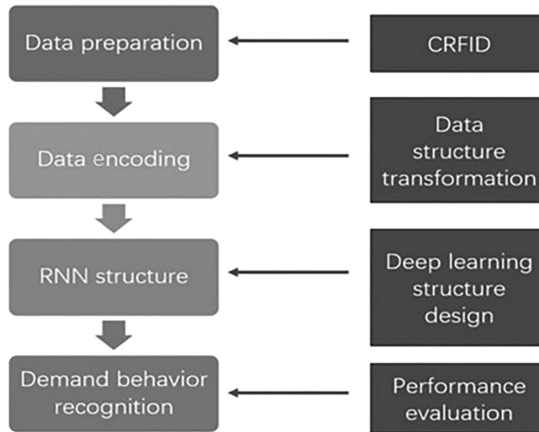 Data preparation
CRFID
Data encoding
Data
structure
transformation
RNN structure
Deep learning
structure
design
Demand behavior
recognition
Performance
evaluation